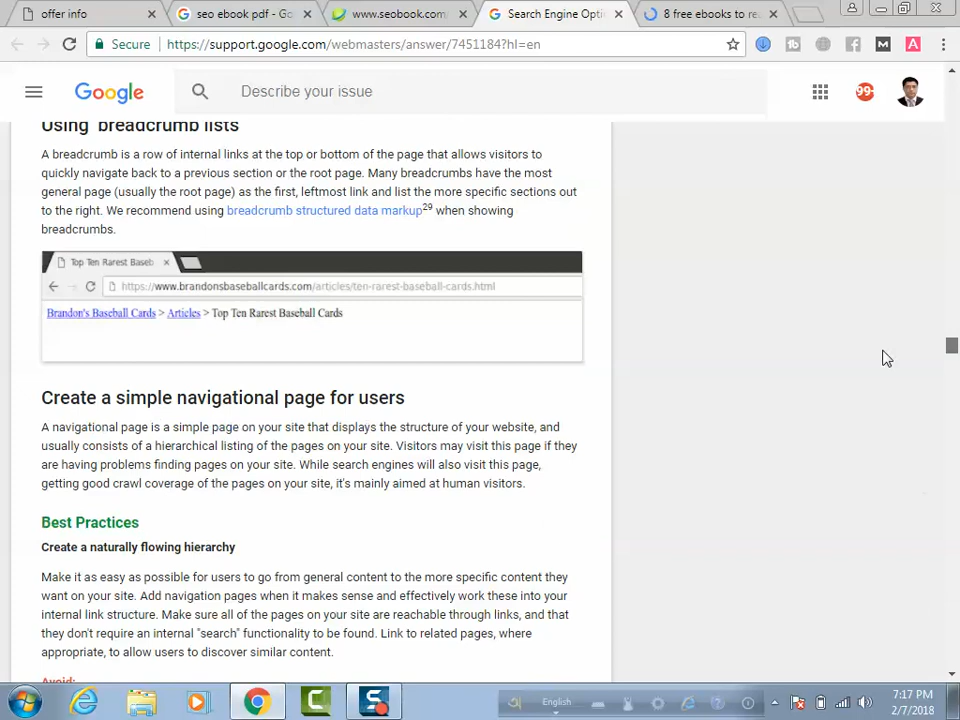 offer info
seo ebook pdf - Go
www.seobook.com
Search Engine Opti
8 free ebooks to re
Secure
https://support.google.com/webmasters/answer/7451184?hl=en
Google
Describe your issue
99+
Using breadcrumb lists
A breadcrumb is a row of internal links at the top or bottom of the page that allows visitors to
quickly navigate back to a previous section or the root page. Many breadcrumbs have the most
general page (usually the root page) as the first, leftmost link and list the more specific sections out
to the right. We recommend using breadcrumb structured data markup29 when showing
breadcrumbs.
Top Ten Rarest Baseb
https://www.brandonsbaseballcards.com/articles/ten-rarest-baseball-cards.html
Brandon's Baseball Cards > Articles > Top Ten Rarest Baseball Cards
Create a simple navigational page for users
A navigational page is a simple page on your site that displays the structure of your website, and
usually consists of a hierarchical listing of the pages on your site. Visitors may visit this page if they
are having problems finding pages on your site. While search engines will also visit this page,
getting good crawl coverage of the pages on your site, it's mainly aimed at human visitors.
Best Practices
Create a naturally flowing hierarchy
Make it as easy as possible for users to go from general content to the more specific content they
want on your site. Add navigation pages when it makes sense and effectively work these into your
internal link structure. Make sure all of the pages on your site are reachable through links, and that
they don't require an internal "search" functionality to be found. Link to related pages, where
appropriate, to allow users to discover similar content.
Avoid:
English
7:17 PM
2/7/2018